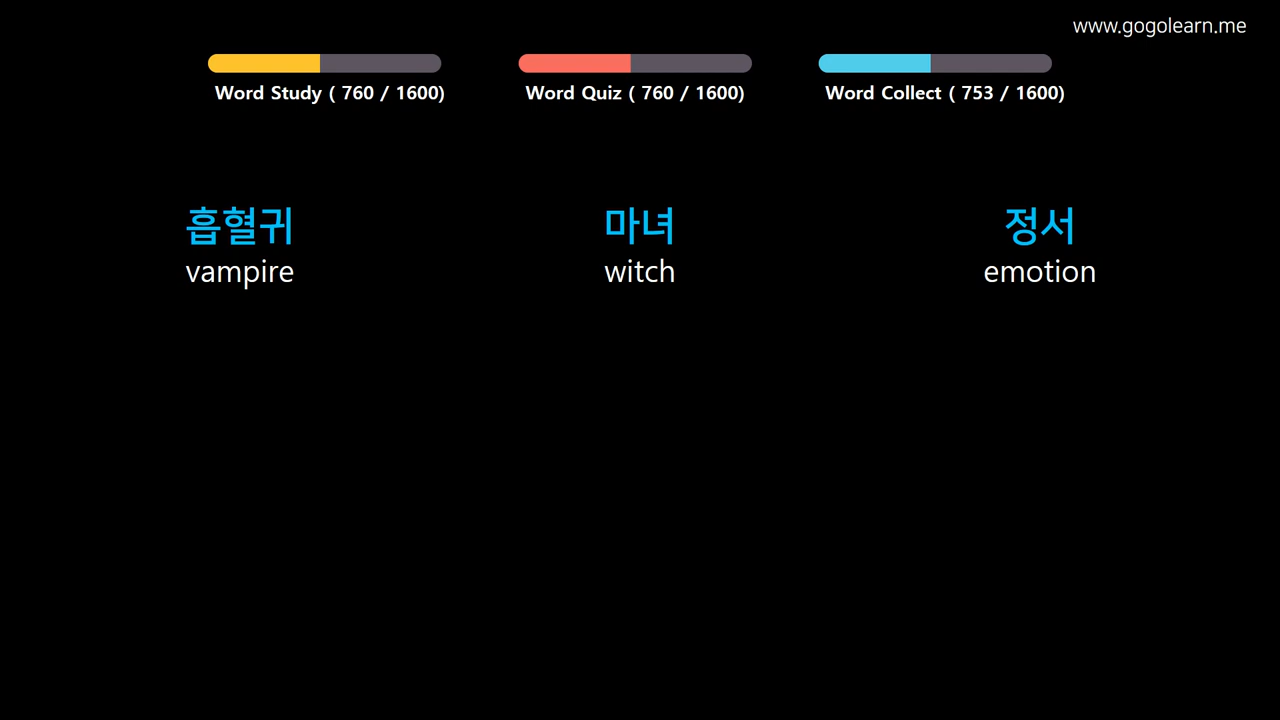 www.gogolearn.me
Word Study ( 760 / 1600)
Word Quiz ( 760 / 1600)
Word Collect ( 753 / 1600)
흡혈귀
마녀
정서
vampire
witch
emotion